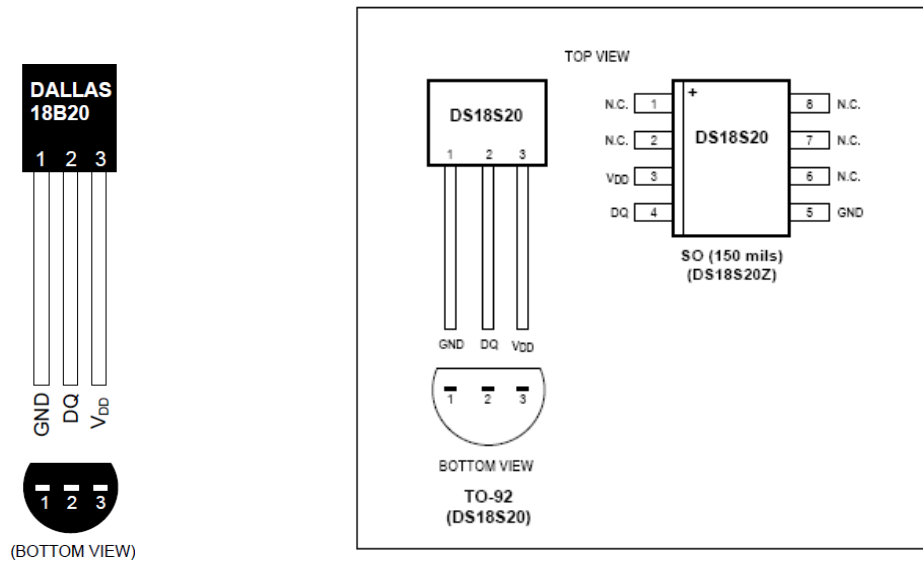 DALLAS
18B20
1 2 3
GND DQ VDD
1 2 3
(BOTTOM VIEW)
TOP VIEW
DS18S20
1 2 3
GND DQ VDD
1 2 3
BOTTOM VIEW
TO-92
(DS18S20)
N.C. 1
N.C. 2
VDD 3
DQ 4
+
DS18S20
8 N.C.
7 N.C.
6 N.C.
5 GND
SO (150 mils)
(DS18S20Z)